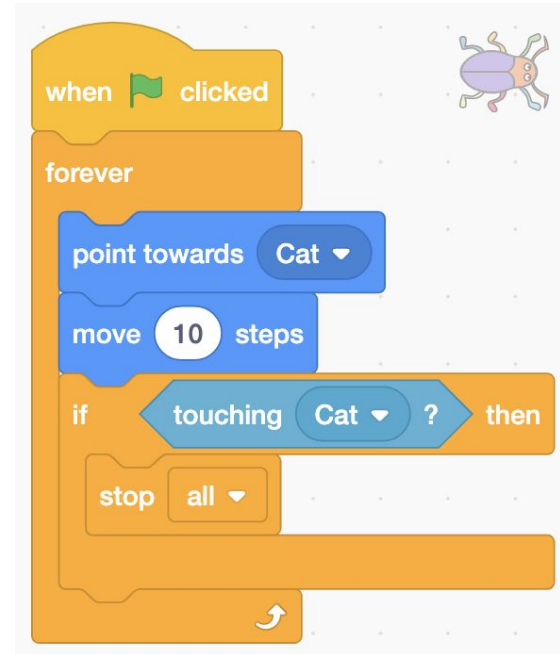 when clicked
forever
point towards Cat
move 10 steps
if touching Cat ? then
stop all